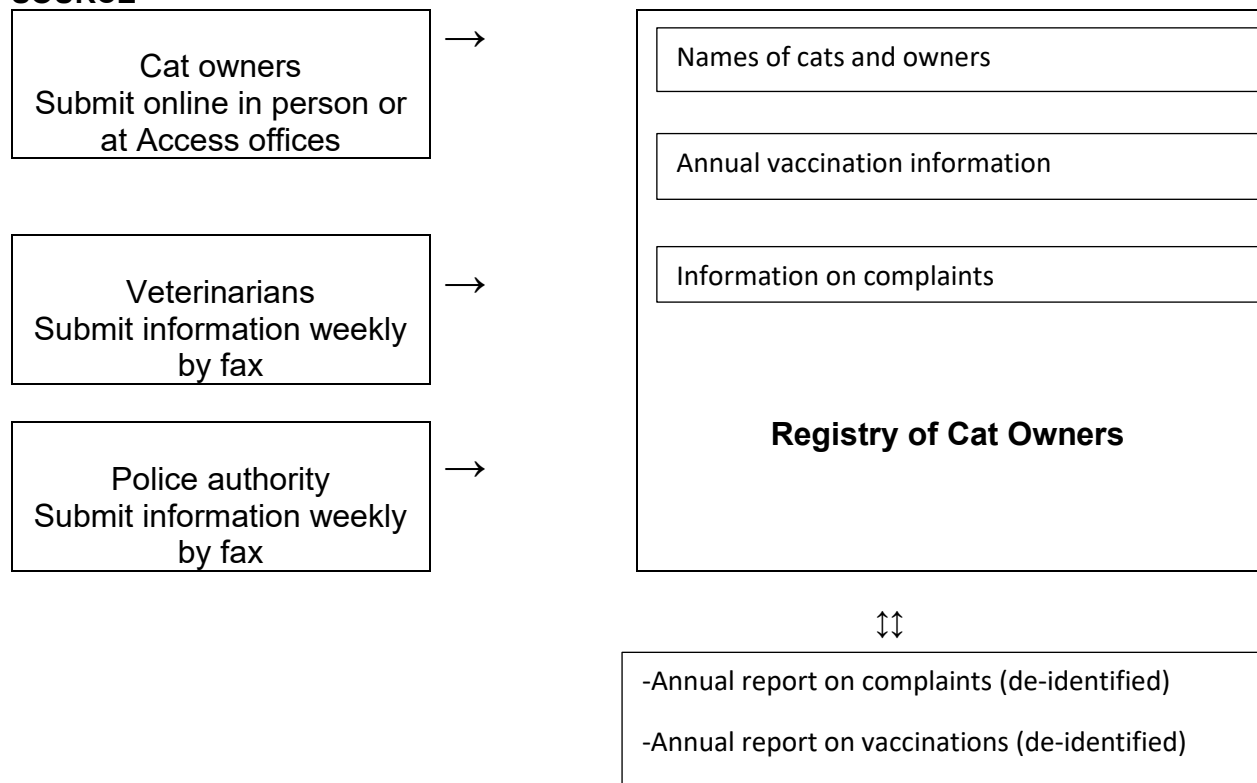 Cat owners
Submit online in person or
at Access offices
→
Names of cats and owners
Annual vaccination information
Veterinarians
Submit information weekly
by fax
→
Information on complaints
Police authority
Submit information weekly
by fax
→
Registry of Cat Owners
↕↕
-Annual report on complaints (de-identified)
-Annual report on vaccinations (de-identified)